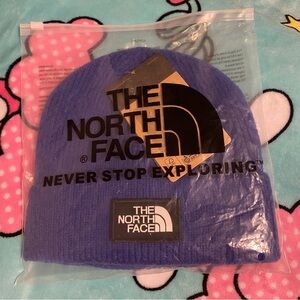 THE
NORTH
FACE
®
NEVER STOP EXPLORING™
THE
NORTH
FACE